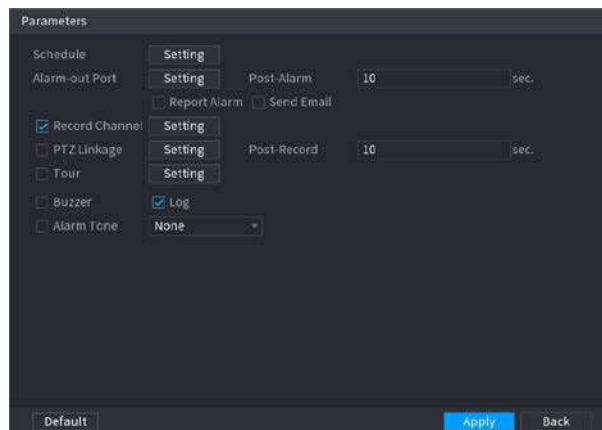 Parameters
Schedule Setting
Alarm-out Port Setting Post-Alarm 10 sec.
Report Alarm Send Email
Record Channel Setting
PTZ Linkage Setting Post-Record 10 sec.
Tour Setting
Buzzer Log
Alarm Tone None
Default Apply Back